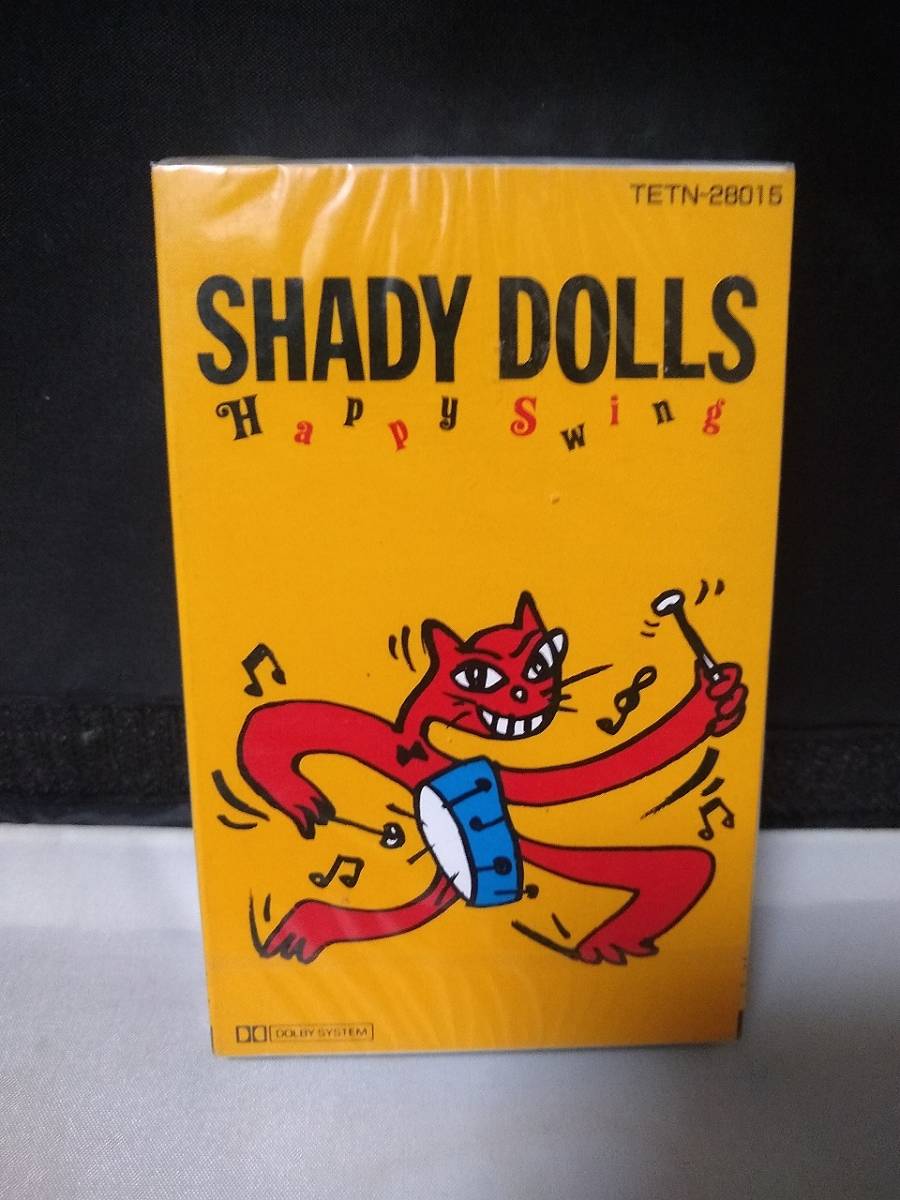 TETN-28015
SHADY DOLLS
Happy Swing
DOLBY SYSTEM